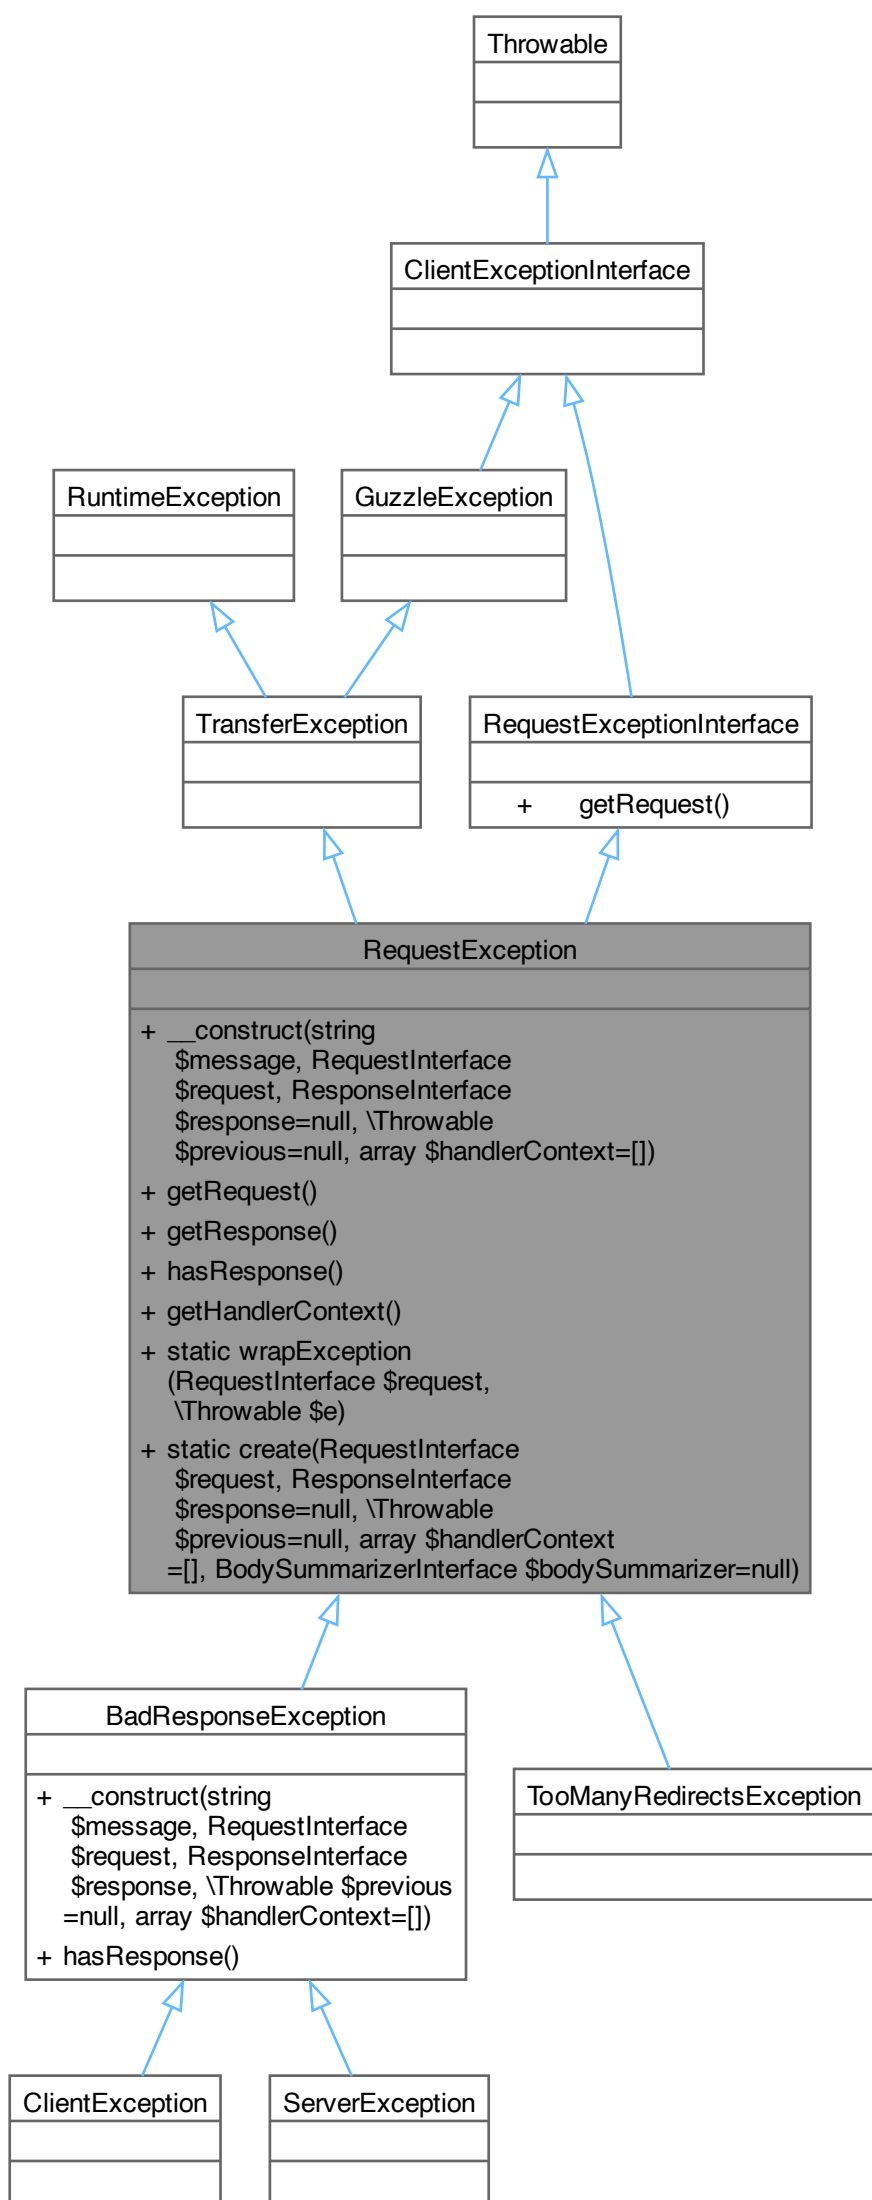 Throwable
ClientExceptionInterface
RuntimeException
GuzzleException
TransferException
RequestExceptionInterface
+ getRequest()
RequestException
+ __construct(string
$message, RequestInterface
$request, ResponseInterface
$response=null, \Throwable
$previous=null, array $handlerContext=[])
+ getRequest()
+ getResponse()
+ hasResponse()
+ getHandlerContext()
+ static wrapException
(RequestInterface $request,
\Throwable $e)
+ static create(RequestInterface
$request, ResponseInterface
$response=null, \Throwable
$previous=null, array $handlerContext
=[], BodySummarizerInterface $bodySummarizer=null)
BadResponseException
+ __construct(string
$message, RequestInterface
$request, ResponseInterface
$response, \Throwable $previous
=null, array $handlerContext=[])
+ hasResponse()
TooManyRedirectsException
ClientException
ServerException